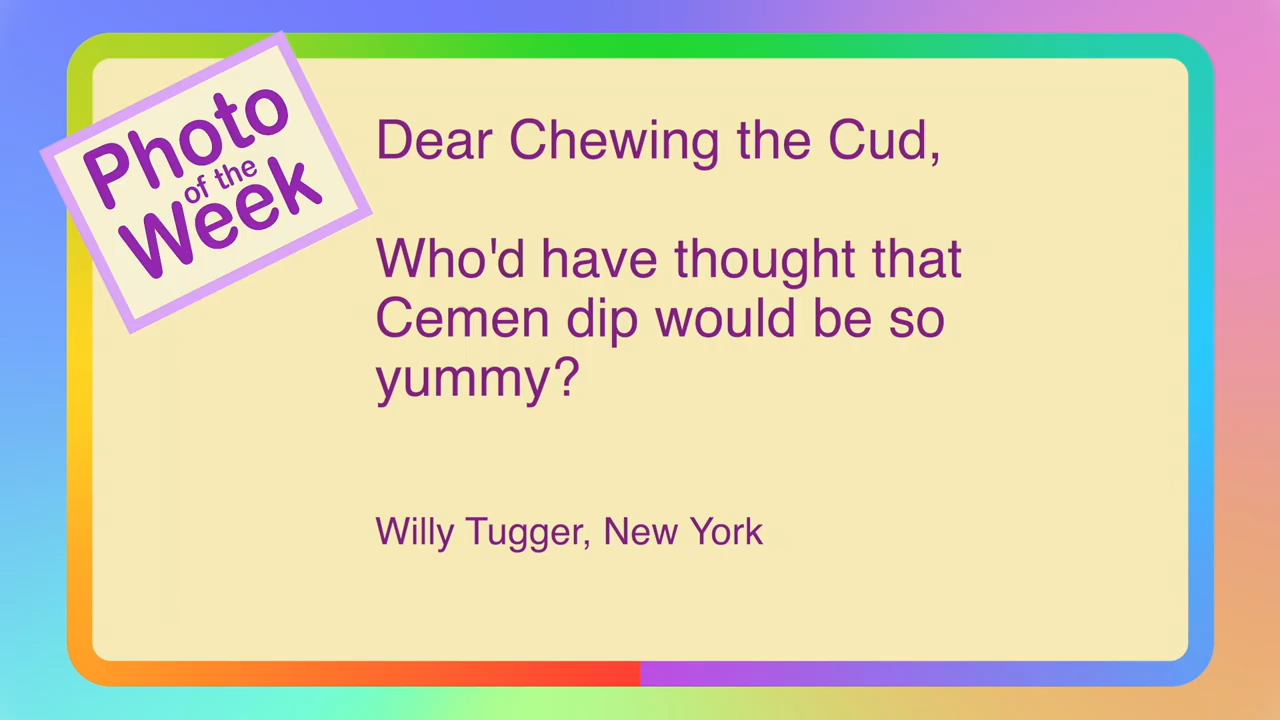 Photo
of the
Week
Dear Chewing the Cud,
Who'd have thought that
Cemen dip would be so
yummy?
Willy Tugger, New York